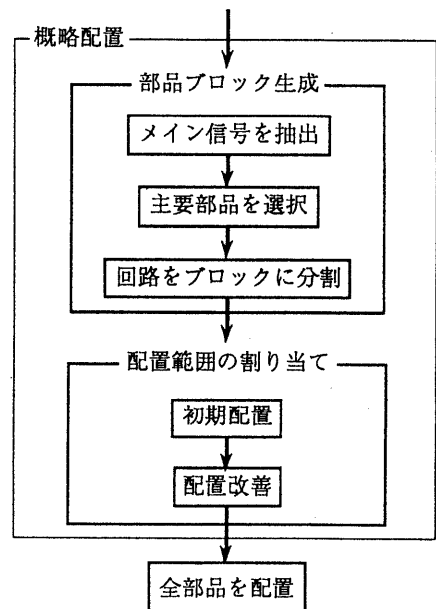 概略配置
部品ブロック生成
メイン信号を抽出
主要部品を選択
回路をブロックに分割
配置範囲の割り当て
初期配置
配置改善
全部品を配置